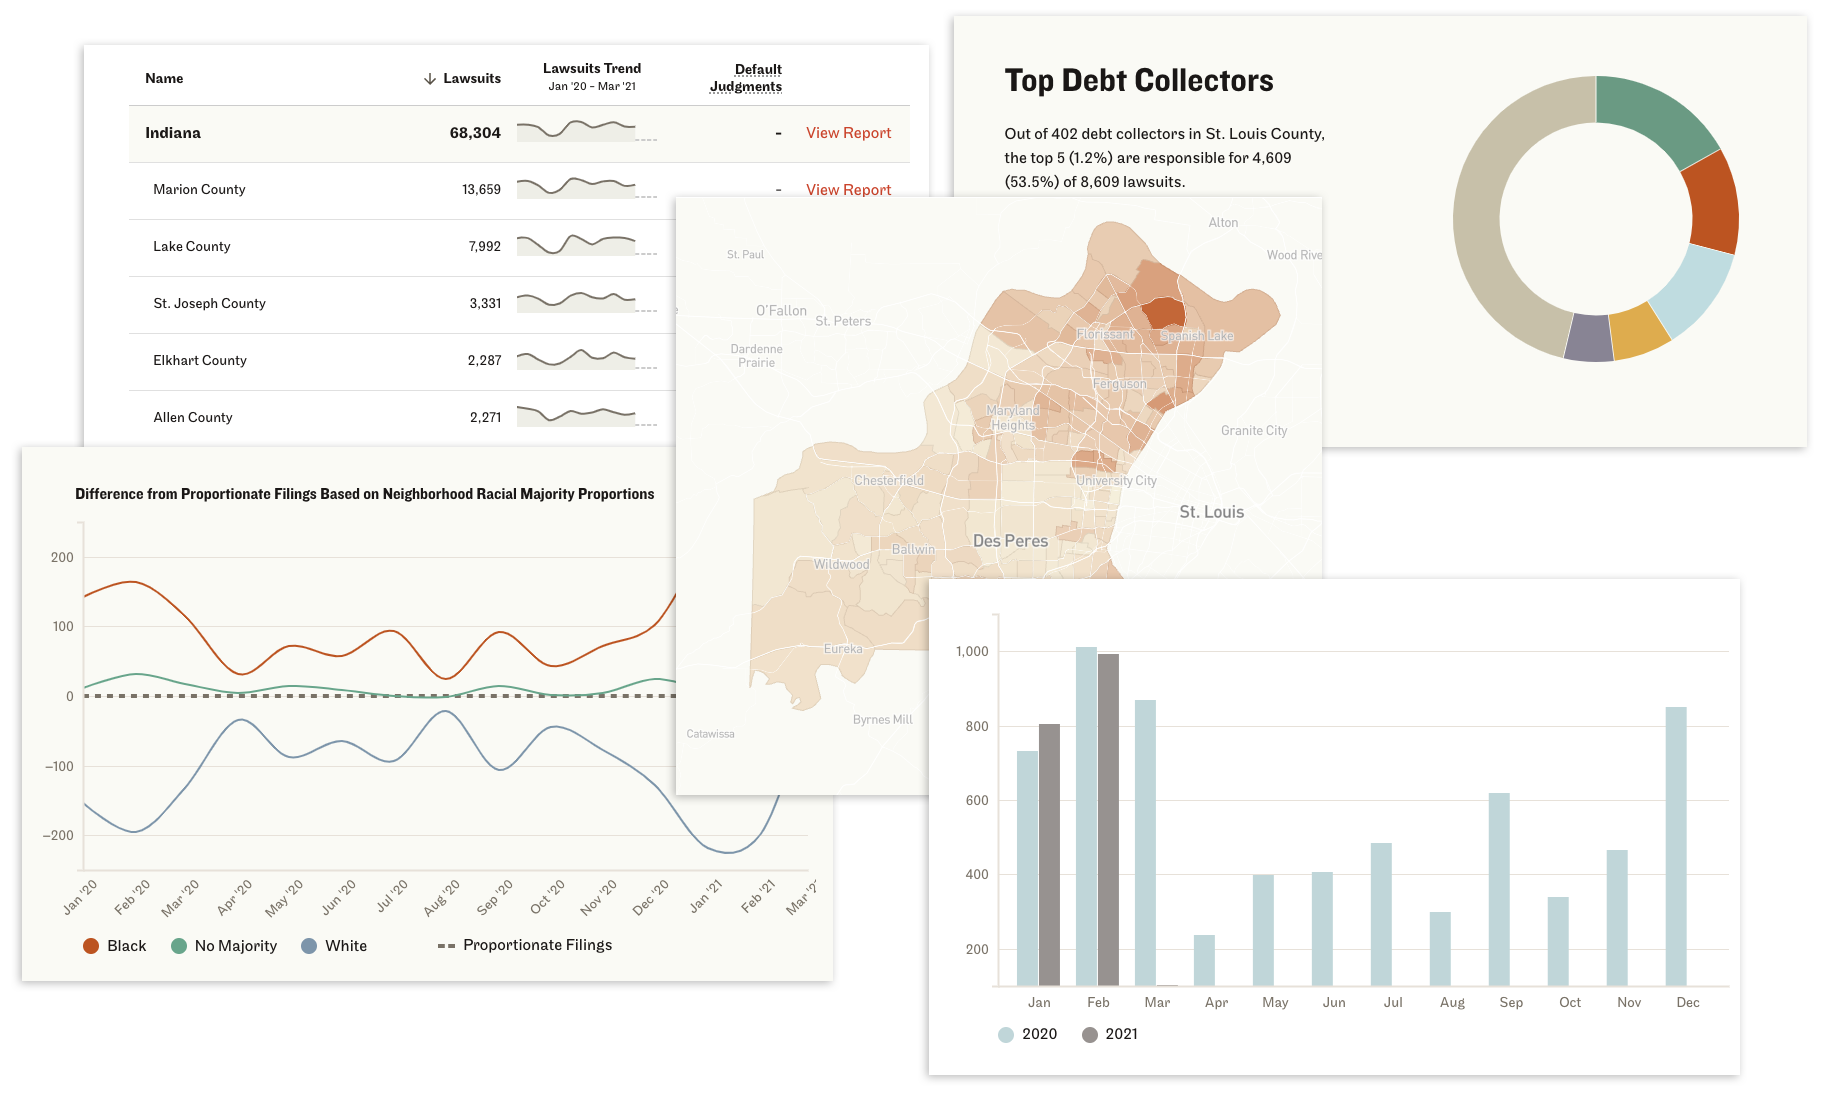 Name
Lawsuits
Lawsuits Trend
Jan '20 – Mar '21
Default
Judgments
Indiana 68,304 - View Report
Marion County 13,659 - View Report
Lake County 7,992
St. Joseph County 3,331
Elkhart County 2,287
Allen County 2,271
Top Debt Collectors
Out of 402 debt collectors in St. Louis County,
the top 5 (1.2%) are responsible for 4,609
(53.5%) of 8,609 lawsuits.
Alton
St. Paul
Wood Rive
O'Fallon
St. Peters
Florissant
Spanish Lake
Dardenne
Prairie
Ferguson
Maryland
Heights
Granite City
Chesterfield
University City
St. Louis
Des Peres
Ballwin
Wildwood
Eureka
Byrnes Mill
Catawissa
Difference from Proportionate Filings Based on Neighborhood Racial Majority Proportions
200
100
0
−100
−200
Jan '20
Feb '20
Mar '20
Apr '20
May '20
Jun '20
Jul '20
Aug '20
Sep '20
Oct '20
Nov '20
Dec '20
Jan '21
Feb '21
Mar '2
Black
No Majority
White
Proportionate Filings
1,000
800
600
400
200
Jan
Feb
Mar
Apr
May
Jun
Jul
Aug
Sep
Oct
Nov
Dec
2020
2021